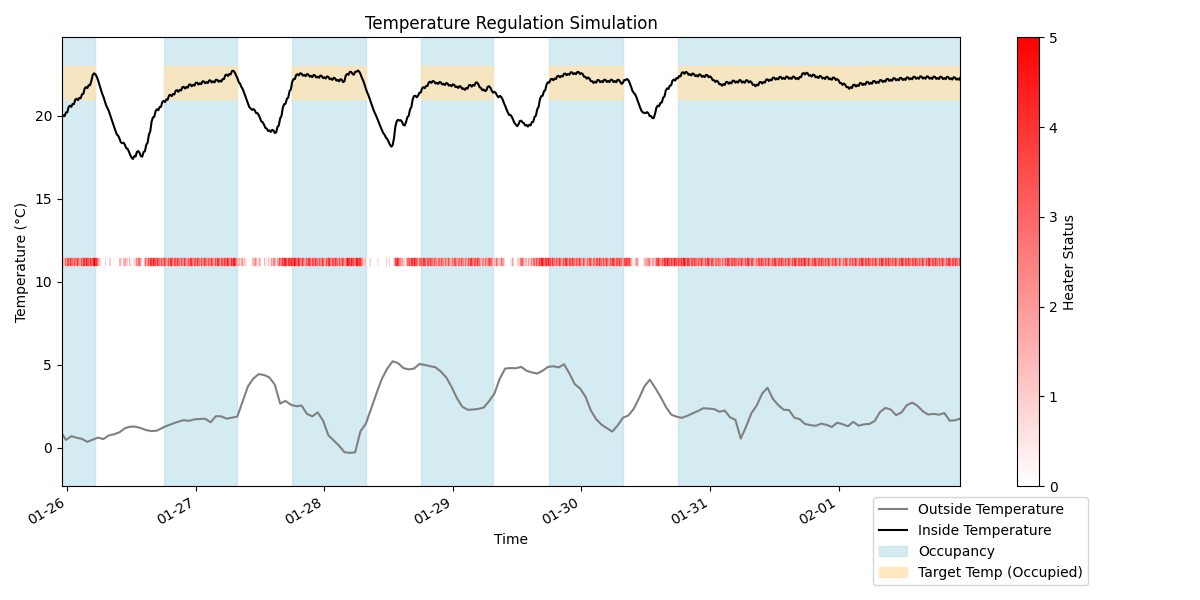 Temperature Regulation Simulation
Temperature (°C)
20
15
10
5
0
01-26
01-27
01-28
01-29
01-30
01-31
02-01
Time
5
4
3
2
1
0
Heater Status
Outside Temperature
Inside Temperature
Occupancy
Target Temp (Occupied)